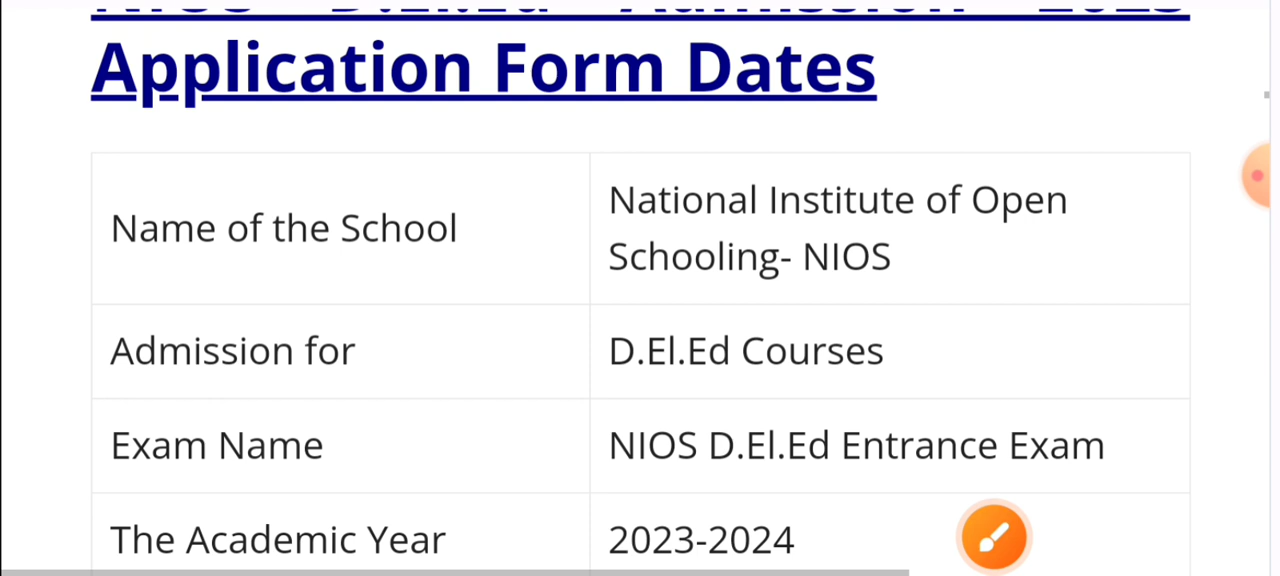 Application Form Dates
Name of the School
National Institute of Open
Schooling- NIOS
Admission for
D.El.Ed Courses
Exam Name
NIOS D.El.Ed Entrance Exam
The Academic Year
2023-2024